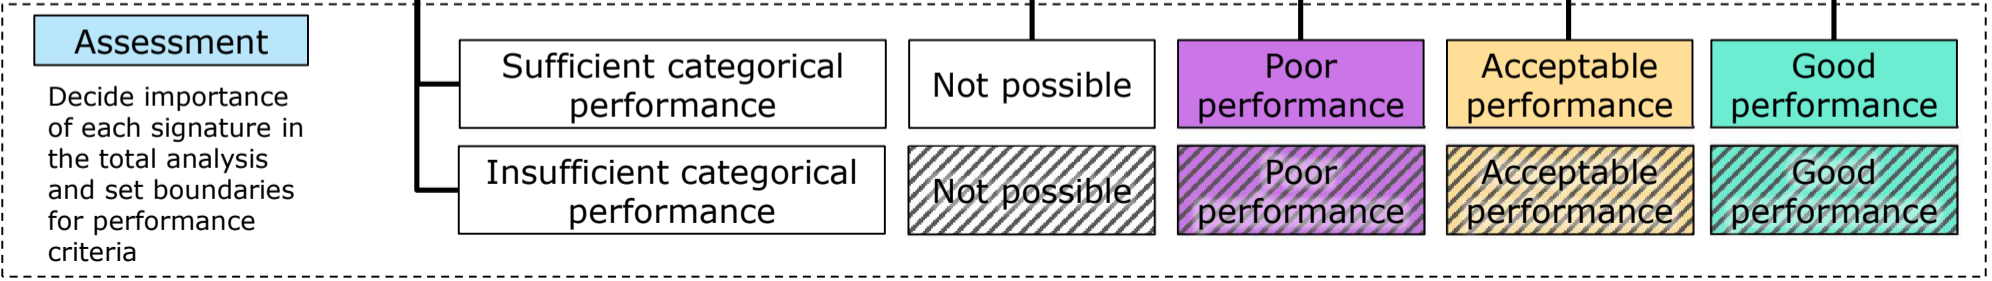 Assessment
Decide importance
of each signature in
the total analysis
and set boundaries
for performance
criteria
Sufficient categorical
performance
Not possible
Poor
performance
Acceptable
performance
Good
performance
Insufficient categorical
performance
Not possible
Poor
performance
Acceptable
performance
Good
performance